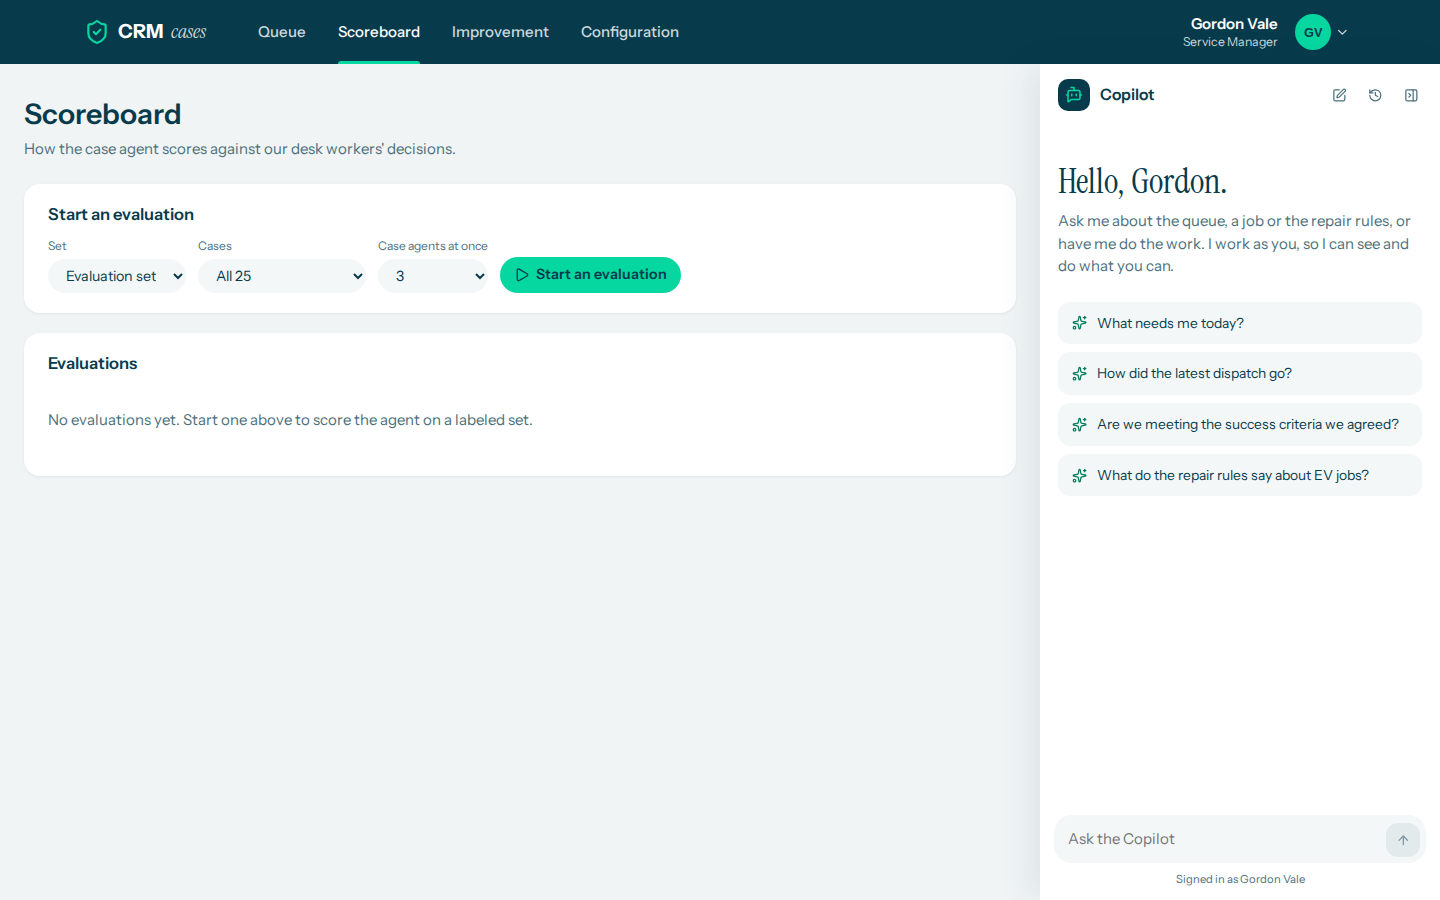 CRM cases
Queue
Scoreboard
Improvement
Configuration
Gordon Vale
Service Manager
GV
Scoreboard
How the case agent scores against our desk workers' decisions.
Start an evaluation
Set
Cases
Case agents at once
Evaluation set
All 25
3
Start an evaluation
Evaluations
No evaluations yet. Start one above to score the agent on a labeled set.
Copilot
Hello, Gordon.
Ask me about the queue, a job or the repair rules, or
have me do the work. I work as you, so I can see and
do what you can.
What needs me today?
How did the latest dispatch go?
Are we meeting the success criteria we agreed?
What do the repair rules say about EV jobs?
Ask the Copilot
Signed in as Gordon Vale